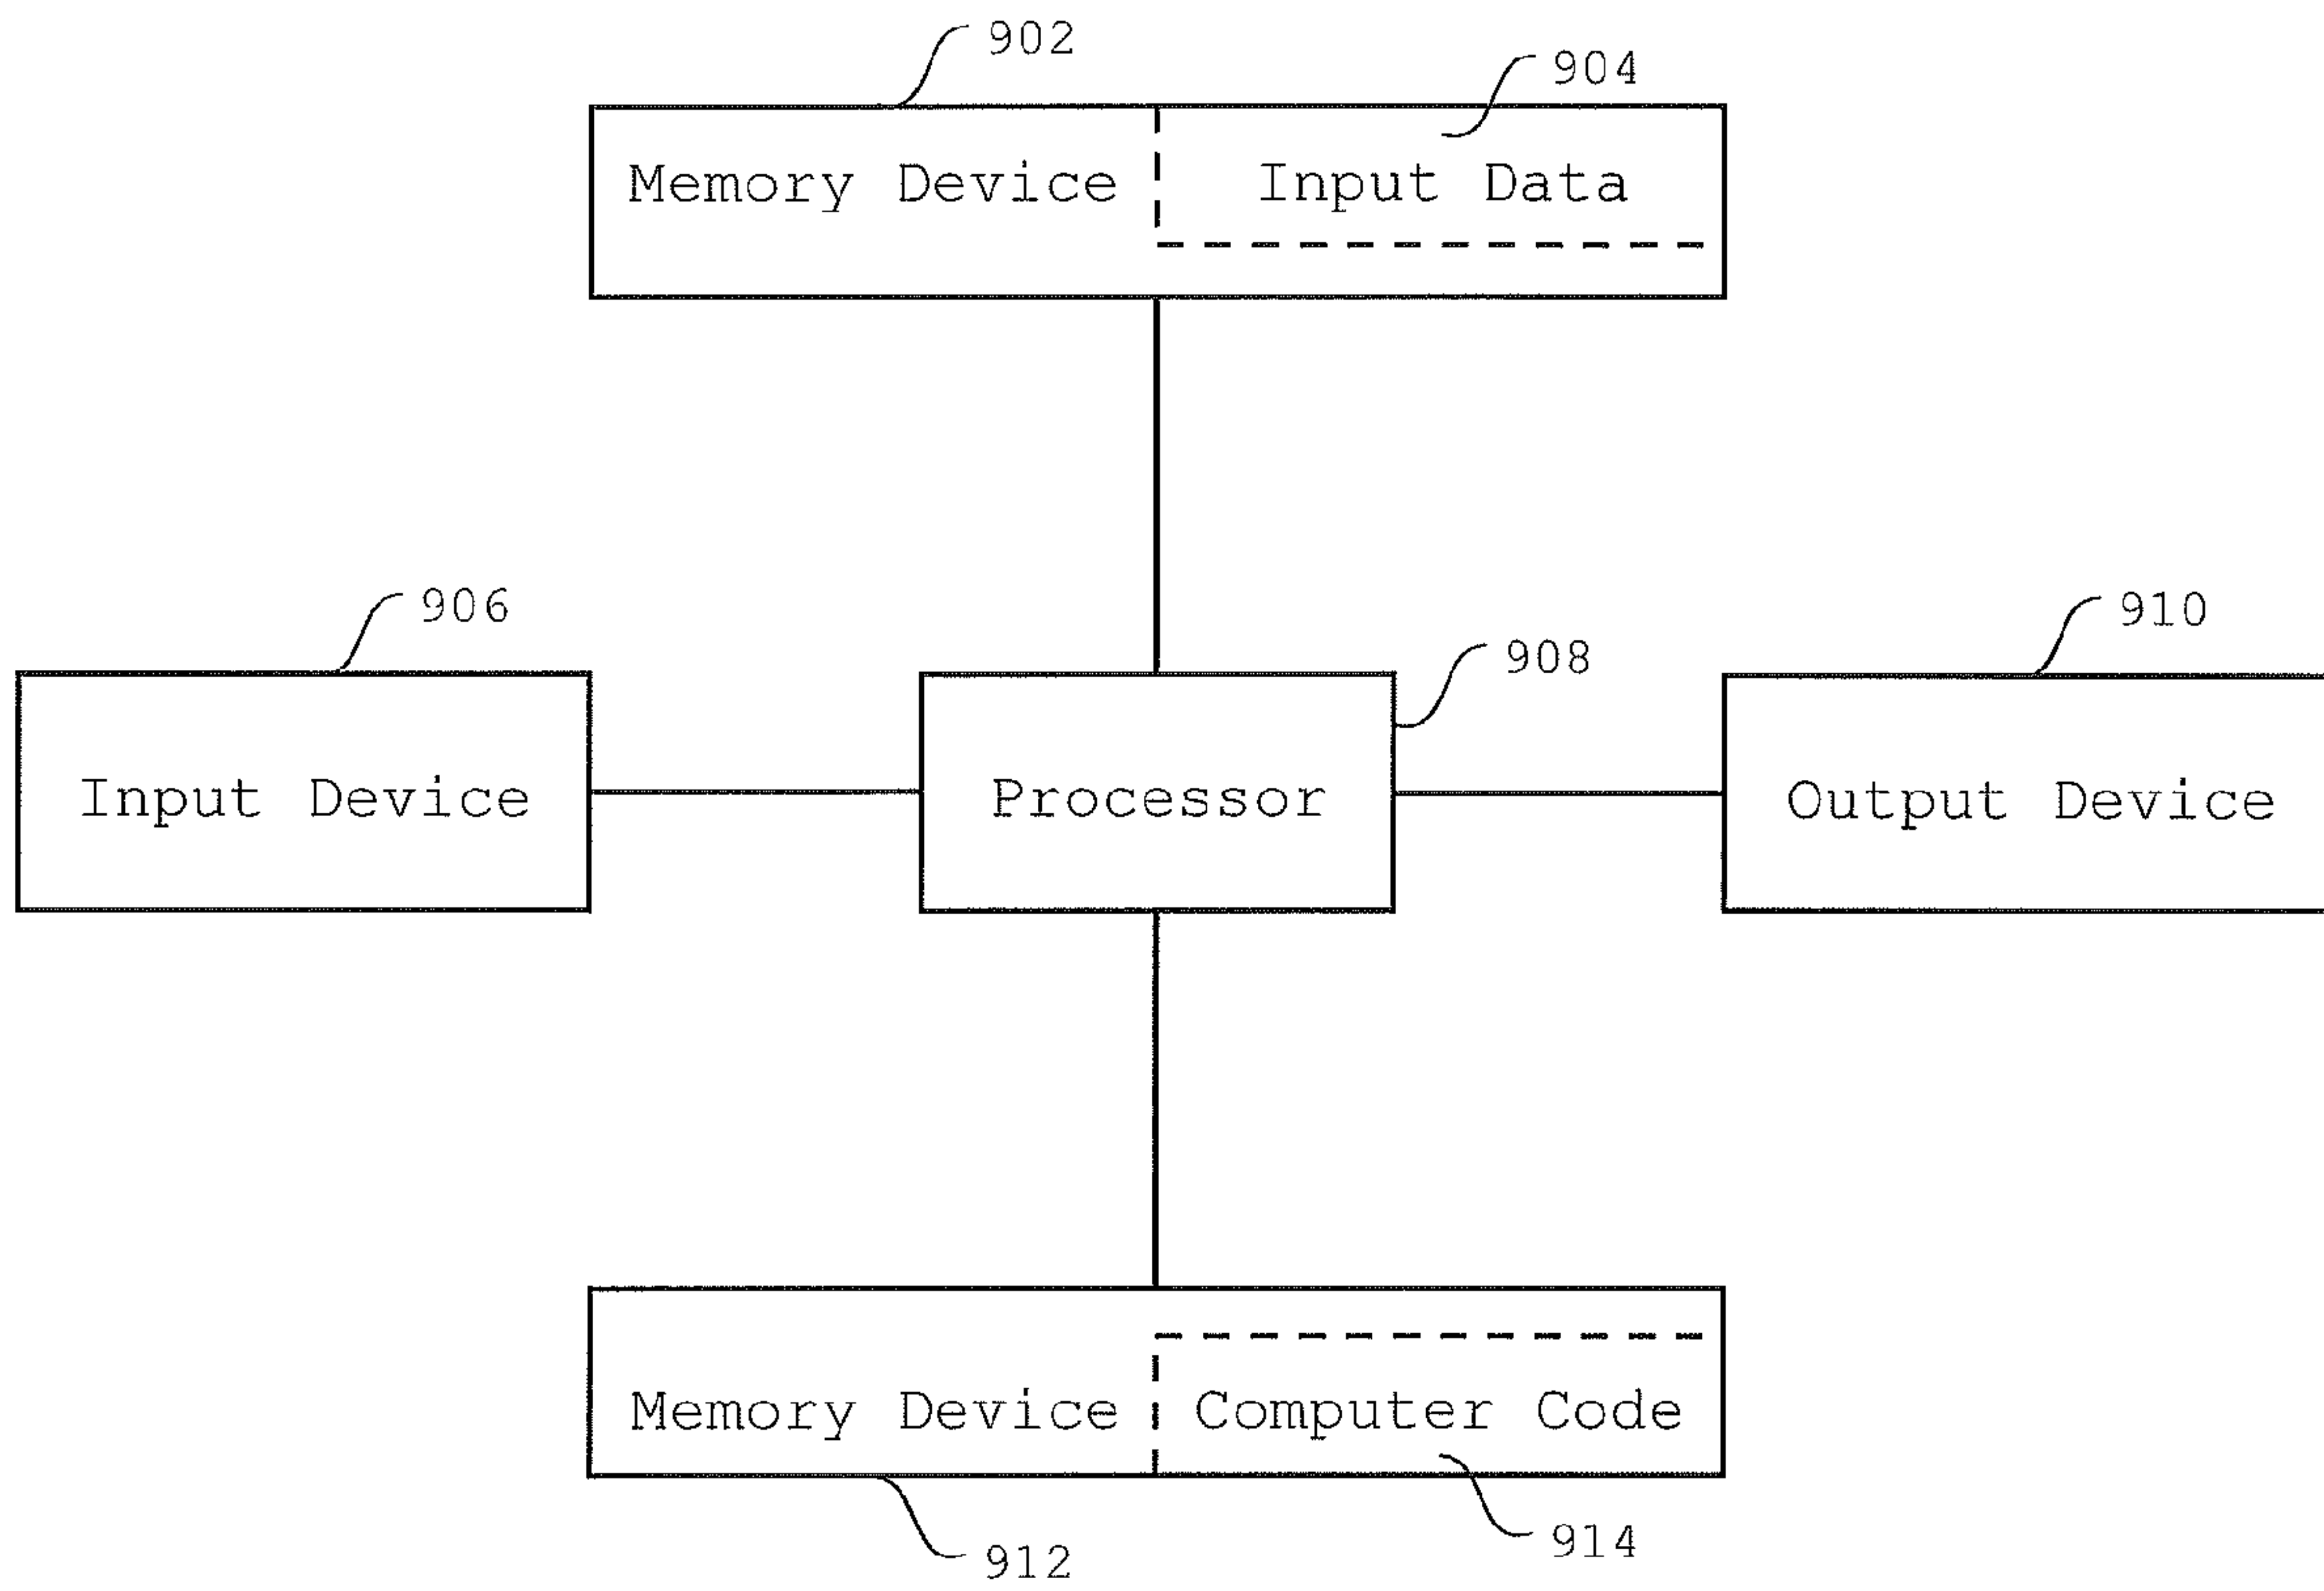 902
904
Memory Device
Input Data
906
910
908
Input Device
Processor
Output Device
Memory Device
Computer Code
914
912